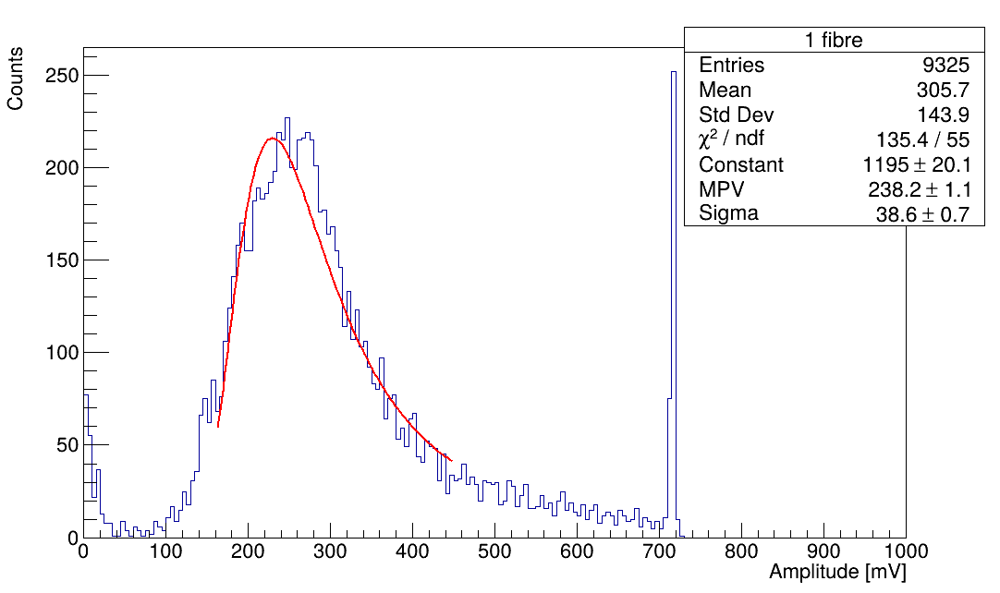 1 fibre
Entries 9325
Mean 305.7
Std Dev 143.9
χ² / ndf 135.4 / 55
Constant 1195 ± 20.1
MPV 238.2 ± 1.1
Sigma 38.6 ± 0.7
Counts
250
200
150
100
50
0
0 100 200 300 400 500 600 700 800 900 1000
Amplitude [mV]